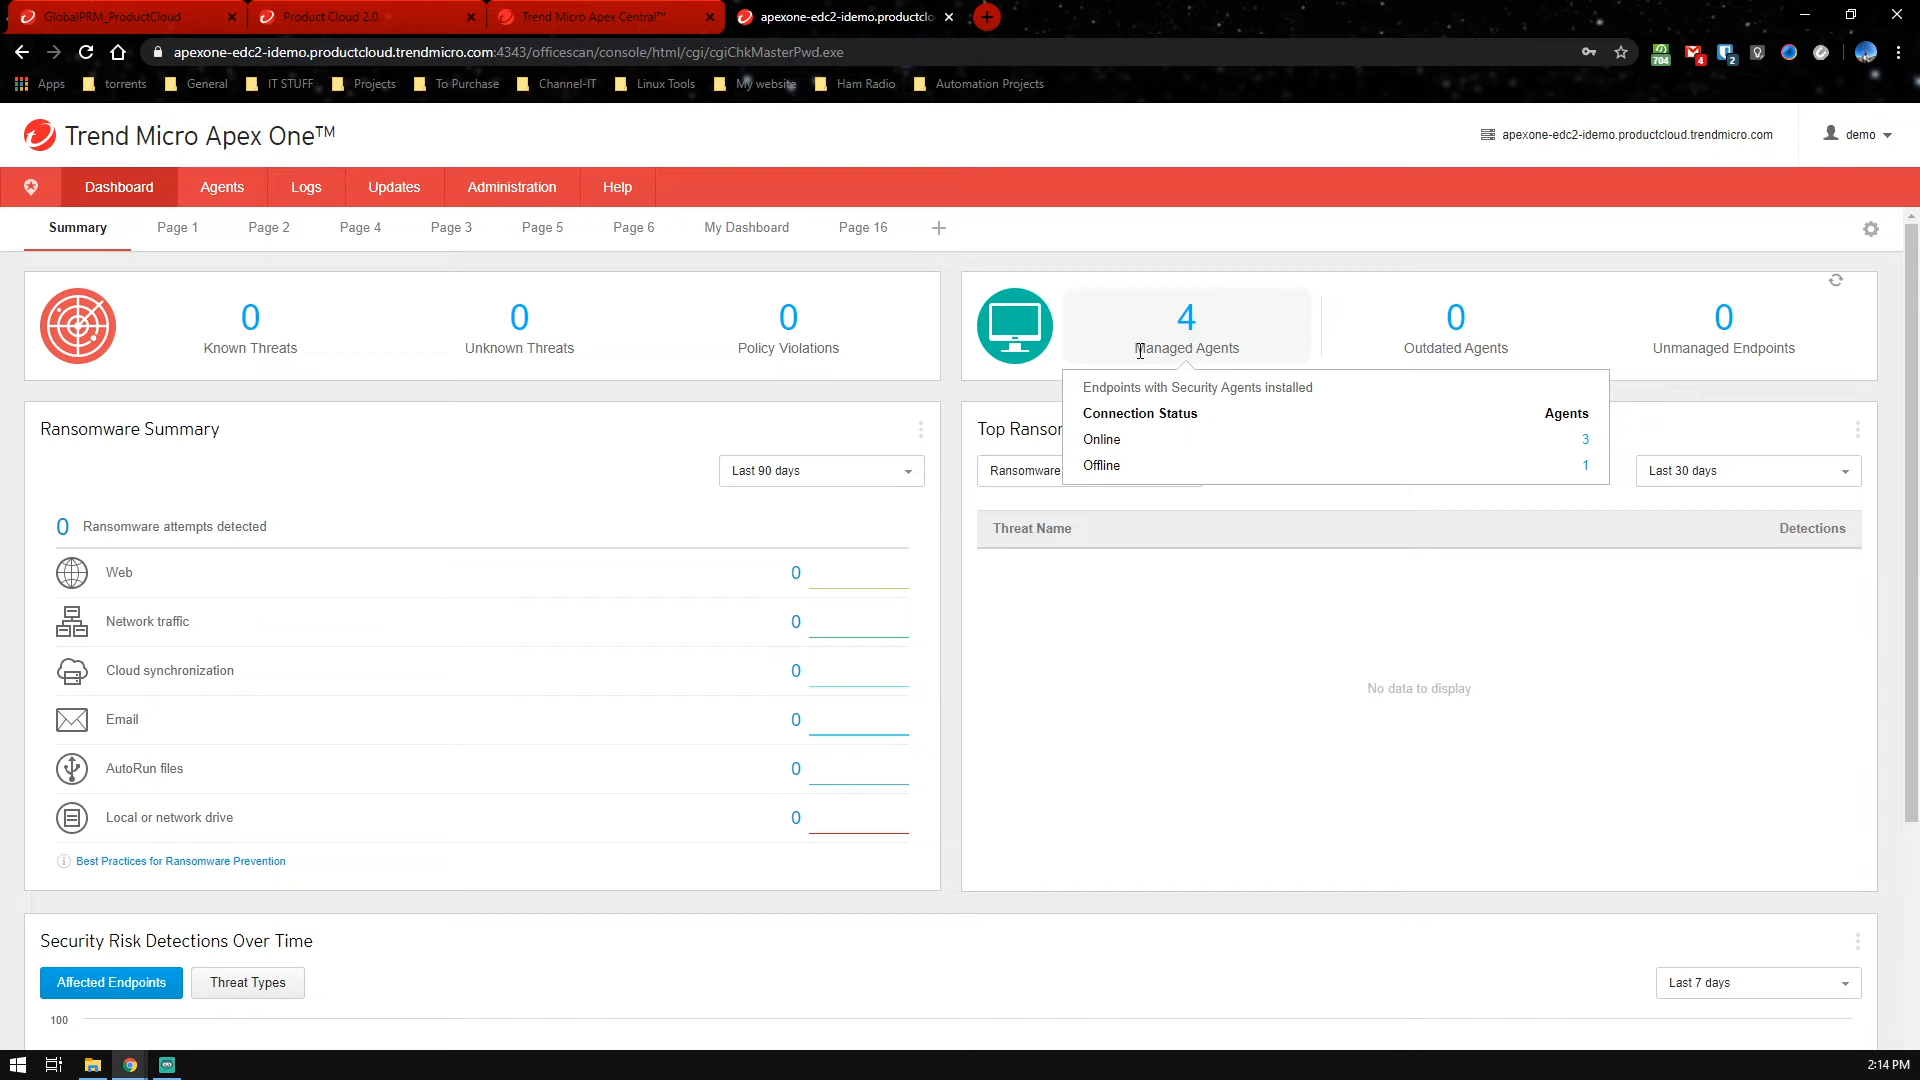 GlobalPRM_ProductCloud
Product Cloud 2.0
Trend Micro Apex Central™
apexone-edc2-idemo.productclo
apexone-edc2-idemo.productcloud.trendmicro.com:4343/officescan/console/html/cgi/cgiChkMasterPwd.exe
704
4
2
Apps
torrents
General
IT STUFF
Projects
To Purchase
Channel-IT
Linux Tools
My website
Ham Radio
Automation Projects
Trend Micro Apex One™
apexone-edc2-idemo.productcloud.trendmicro.com
demo
Dashboard
Agents
Logs
Updates
Administration
Help
Summary
Page 1
Page 2
Page 4
Page 3
Page 5
Page 6
My Dashboard
Page 16
0
Known Threats
0
Unknown Threats
0
Policy Violations
4
Managed Agents
0
Outdated Agents
0
Unmanaged Endpoints
Endpoints with Security Agents installed
Connection Status Agents
Online 3
Offline 1
Ransomware Summary
Last 90 days
0 Ransomware attempts detected
Web 0
Network traffic 0
Cloud synchronization 0
Email 0
AutoRun files 0
Local or network drive 0
Best Practices for Ransomware Prevention
Top Ransor
Ransomware
Last 30 days
Threat Name Detections
No data to display
Security Risk Detections Over Time
Affected Endpoints
Threat Types
Last 7 days
100
2:14 PM